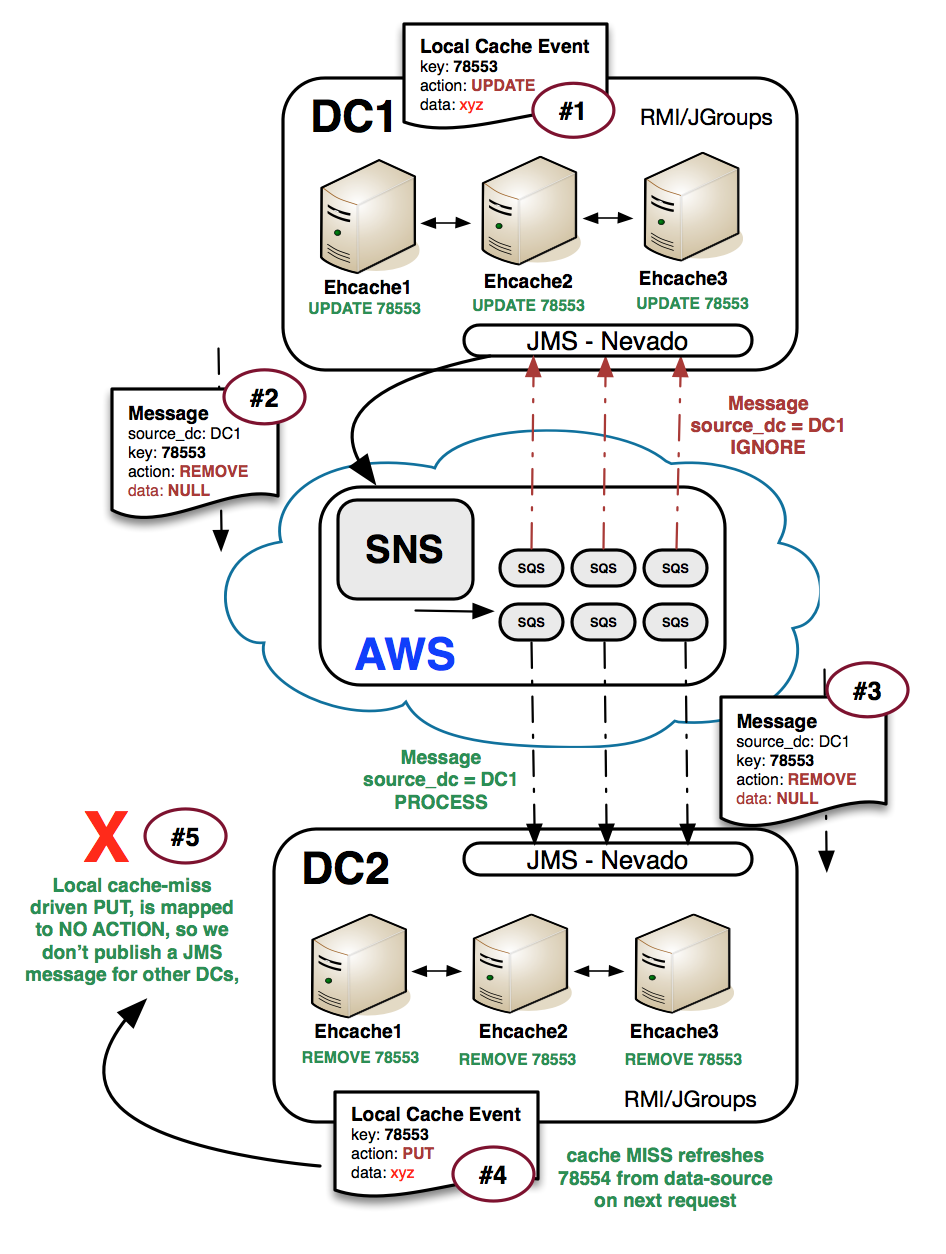 Local Cache Event
key: 78553
action: UPDATE
data: xyz
#1
DC1
RMI/JGroups
Ehcache1
UPDATE 78553
Ehcache2
UPDATE 78553
Ehcache3
UPDATE 78553
JMS - Nevado
#2
Message
source_dc: DC1
key: 78553
action: REMOVE
data: NULL
Message
source_dc = DC1
IGNORE
SNS
SQS
SQS
SQS
SQS
SQS
SQS
AWS
#3
Message
source_dc: DC1
key: 78553
action: REMOVE
data: NULL
Message
source_dc = DC1
PROCESS
X
#5
Local cache-miss
driven PUT, is mapped
to NO ACTION, so we
don't publish a JMS
message for other DCs,
DC2
JMS - Nevado
Ehcache1
REMOVE 78553
Ehcache2
REMOVE 78553
Ehcache3
REMOVE 78553
RMI/JGroups
Local Cache Event
key: 78553
action: PUT
data: xyz
#4
cache MISS refreshes
78554 from data-source
on next request